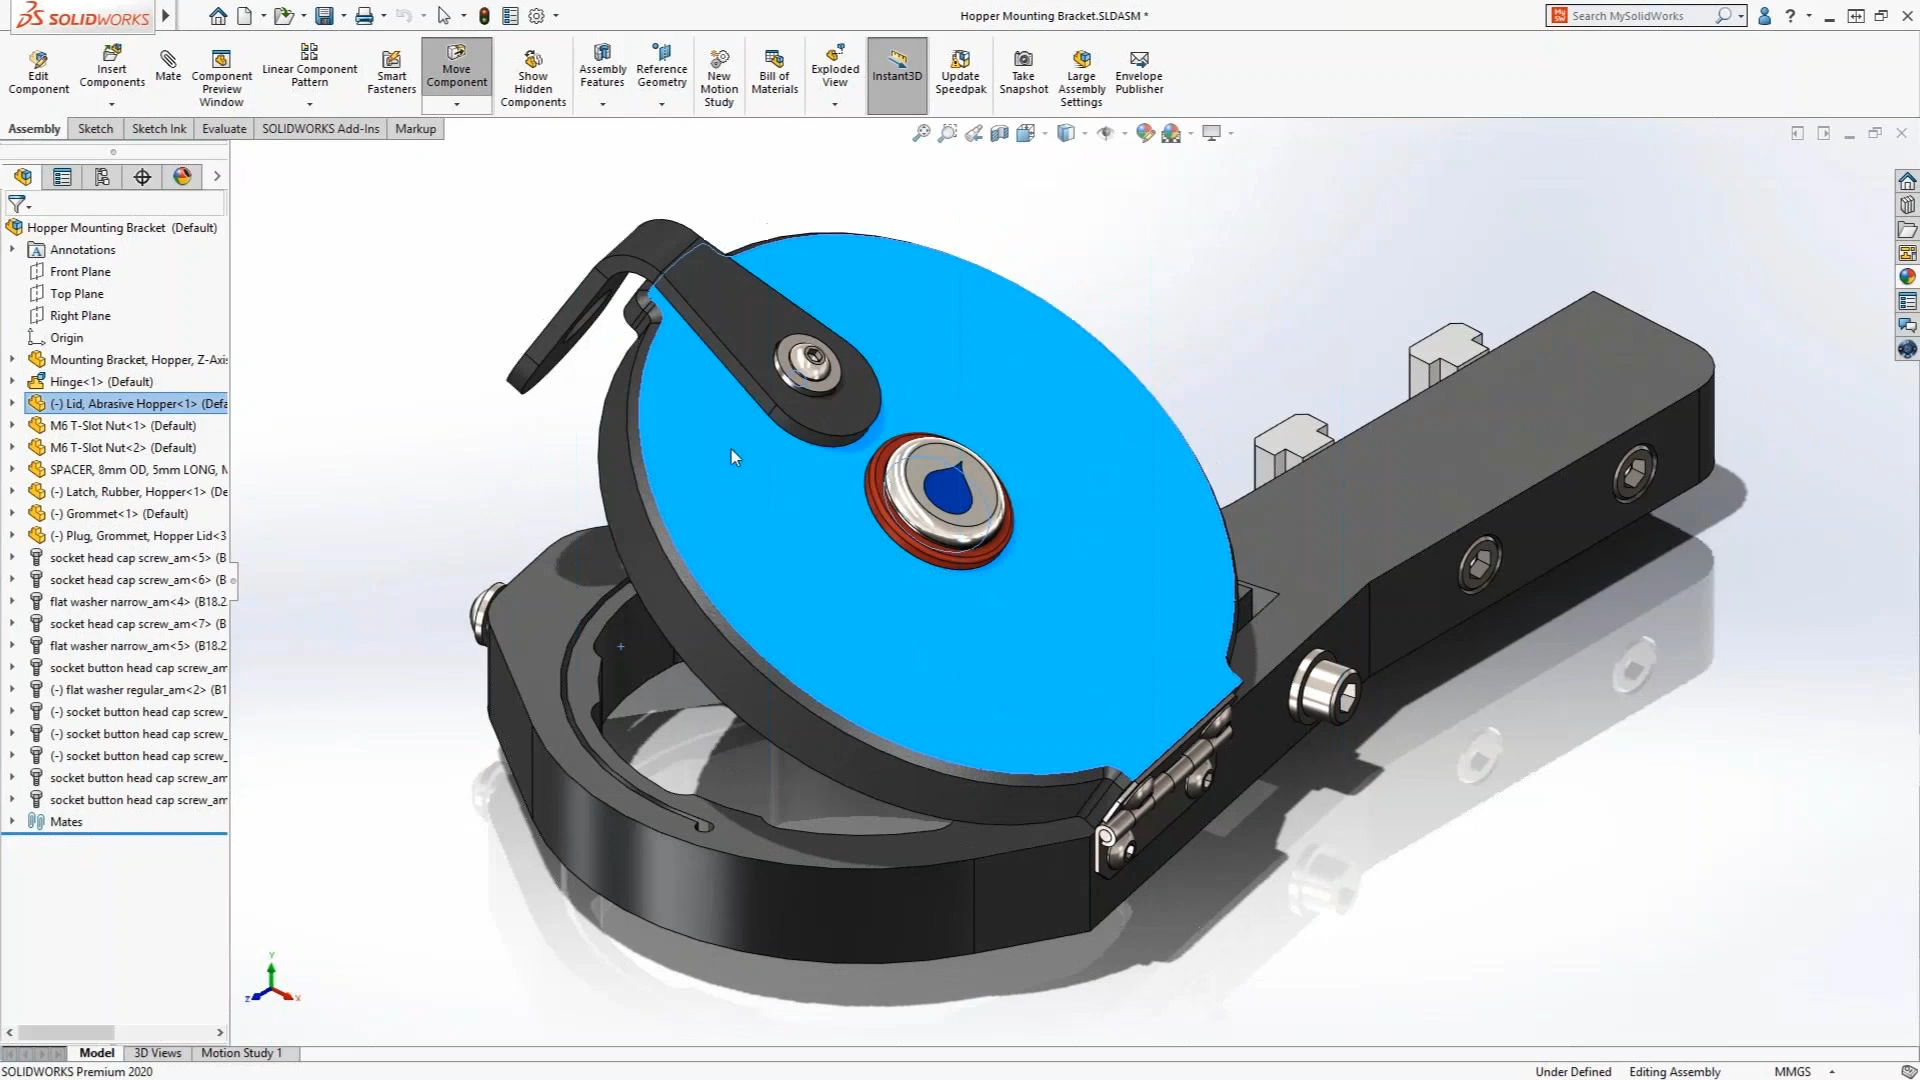 SOLIDWORKS
Hopper Mounting Bracket.SLDASM *
Search MySolidWorks
Edit Component
Insert Components
Mate
Component Preview Window
Linear Component Pattern
Smart Fasteners
Move Component
Show Hidden Components
Assembly Features
Reference Geometry
New Motion Study
Bill of Materials
Exploded View
Instant3D
Update Speedpak
Take Snapshot
Large Assembly Settings
Envelope Publisher
Assembly
Sketch
Sketch Ink
Evaluate
SOLIDWORKS Add-Ins
Markup
Hopper Mounting Bracket (Default)
Annotations
Front Plane
Top Plane
Right Plane
Origin
Mounting Bracket, Hopper, Z-Axi
Hinge<1> (Default)
(-) Lid, Abrasive Hopper<1> (Defa
M6 T-Slot Nut<1> (Default)
M6 T-Slot Nut<2> (Default)
SPACER, 8mm OD, 5mm LONG, M
(-) Latch, Rubber, Hopper<1> (De
(-) Grommet<1> (Default)
(-) Plug, Grommet, Hopper Lid<3
socket head cap screw_am<5> (B
socket head cap screw_am<6> (B
flat washer narrow_am<4> (B18.2
socket head cap screw_am<7> (B
flat washer narrow_am<5> (B18.2
socket button head cap screw_am
(-) flat washer regular_am<2> (B1
(-) socket button head cap screw_
(-) socket button head cap screw_
(-) socket button head cap screw_
socket button head cap screw_am
socket button head cap screw_am
Mates
Y
Z
X
Model
3D Views
Motion Study 1
SOLIDWORKS Premium 2020
Under Defined
Editing Assembly
MMGS